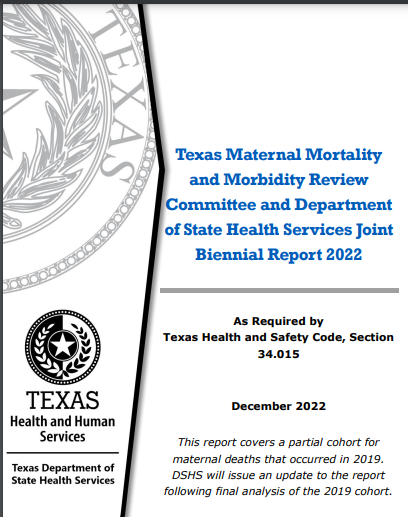 TEXAS
Texas Maternal Mortality
and Morbidity Review
Committee and Department
of State Health Services Joint
Biennial Report 2022
As Required by
Texas Health and Safety Code, Section
34.015
December 2022
This report covers a partial cohort for
maternal deaths that occurred in 2019.
DSHS will issue an update to the report
following final analysis of the 2019 cohort.
TEXAS
Health and Human
Services
Texas Department of
State Health Services